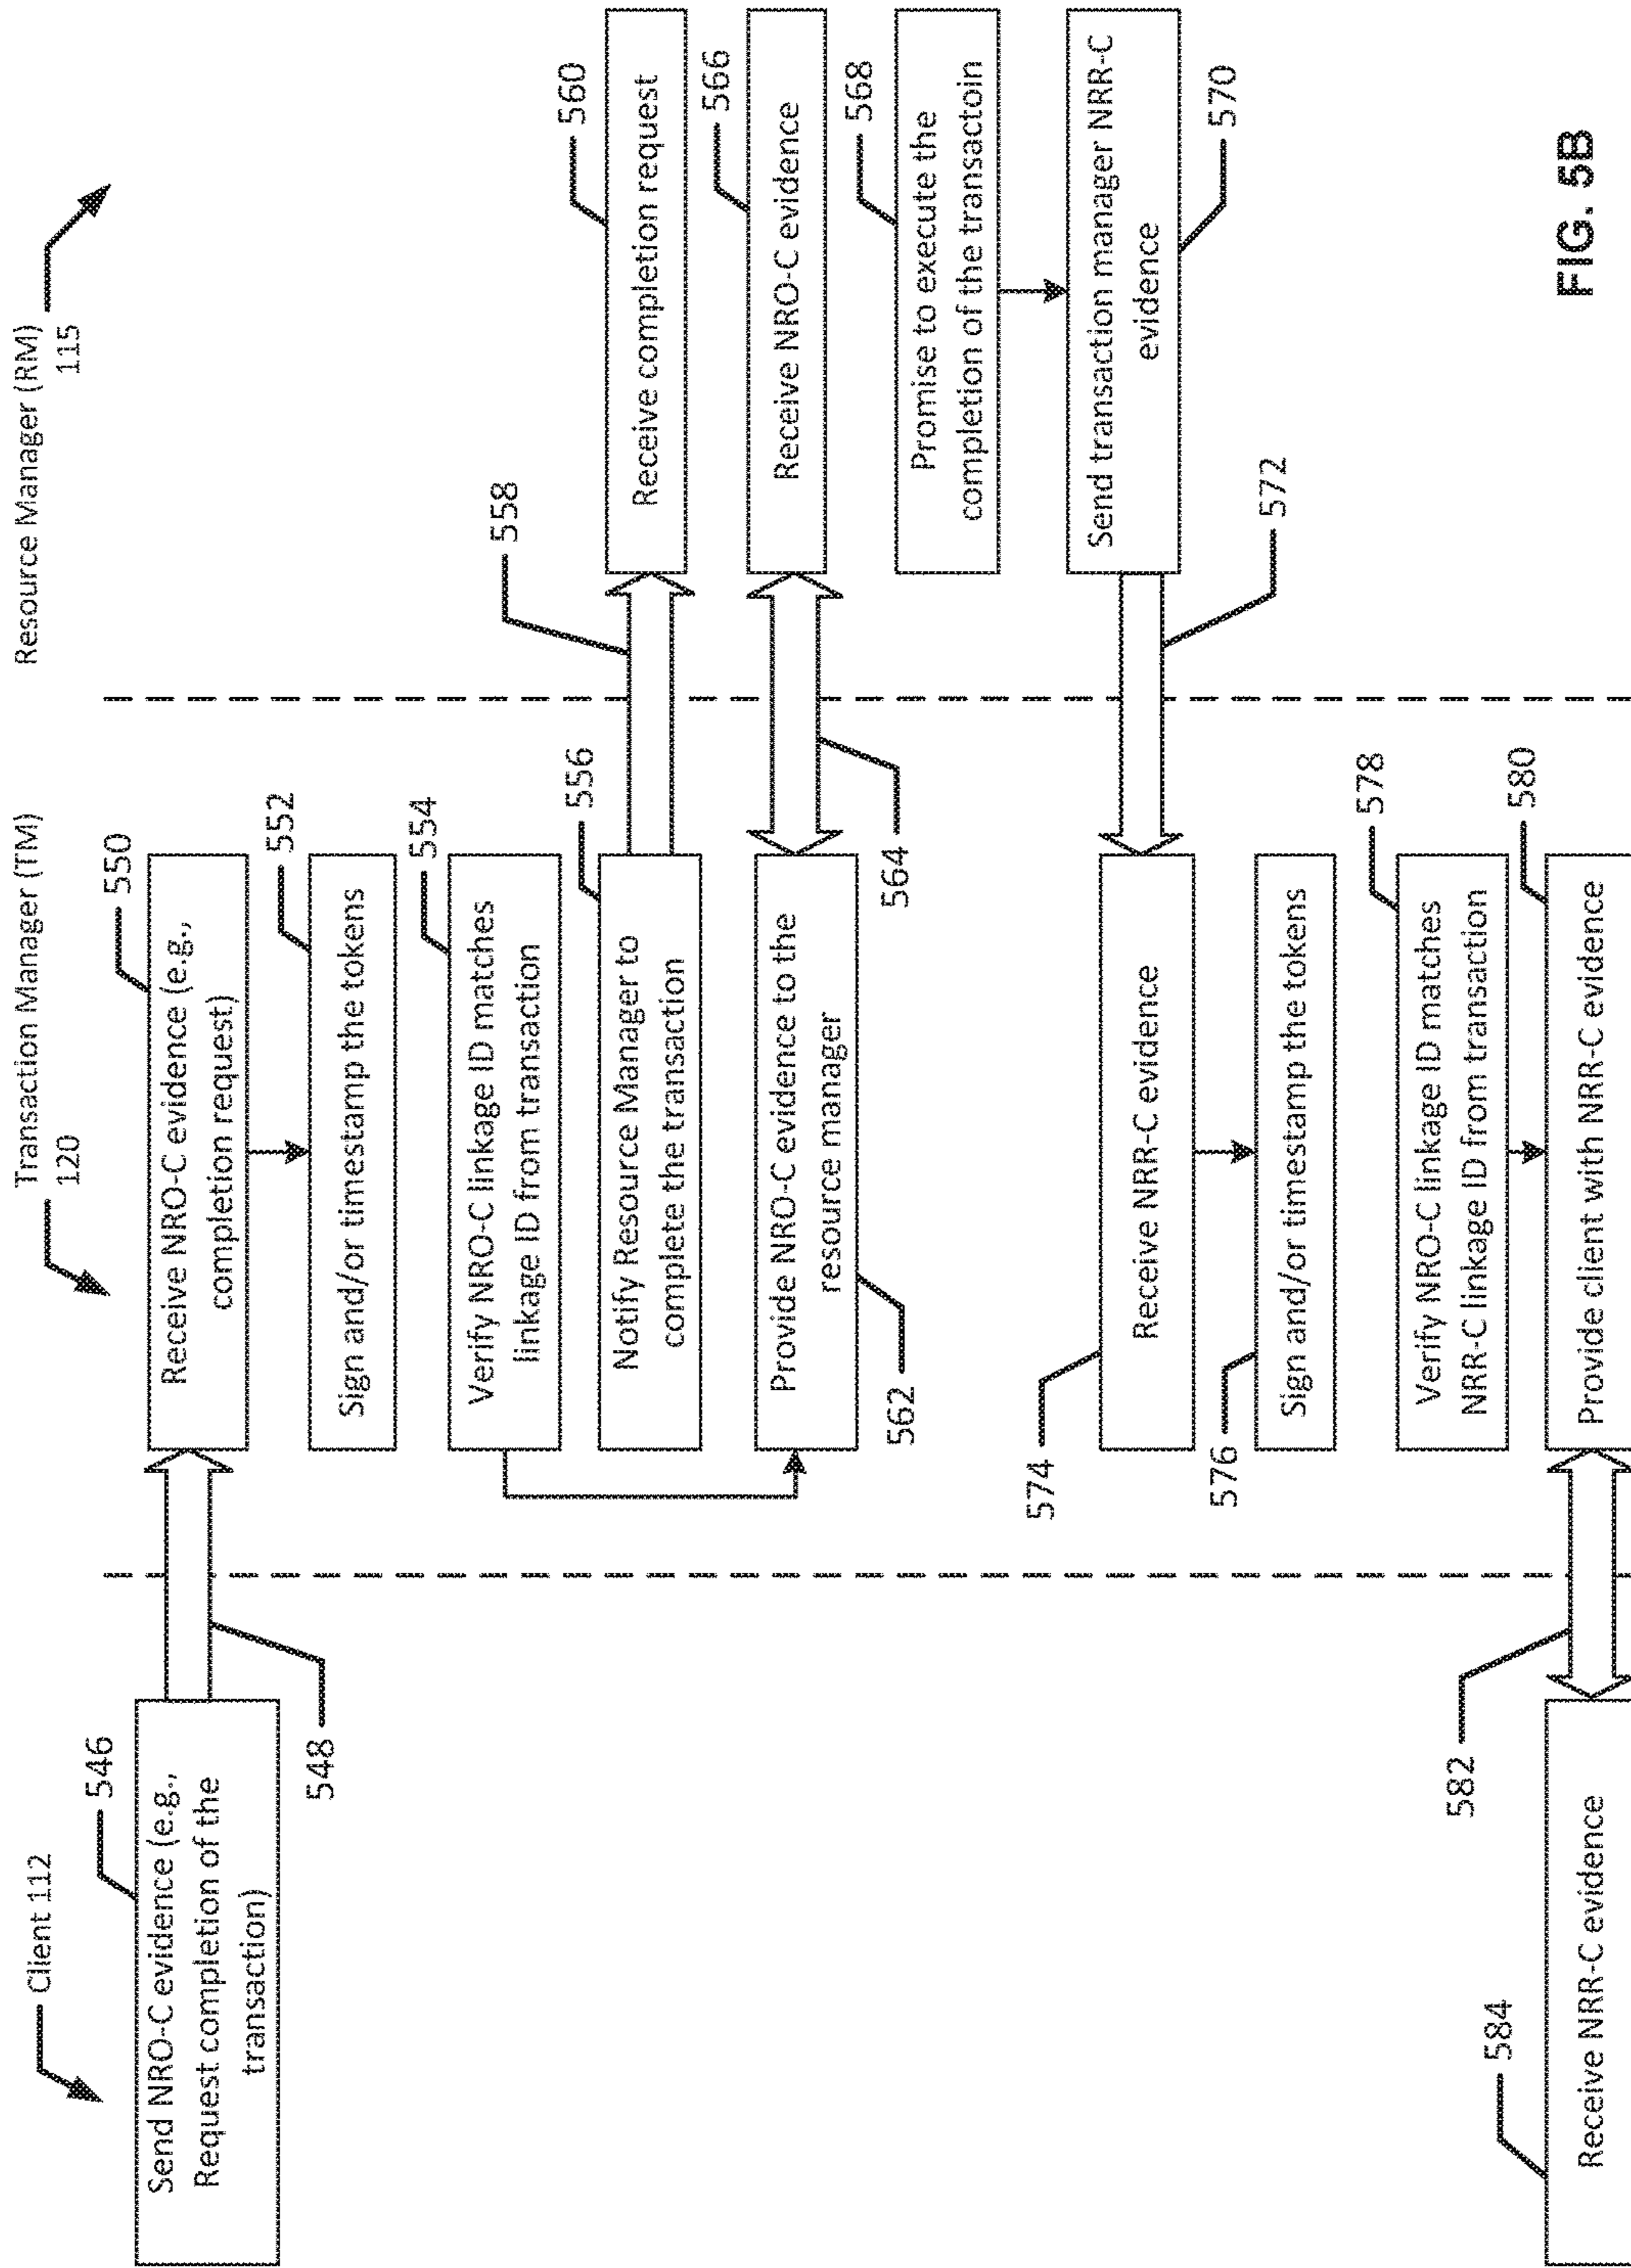 Client 112
Transaction Manager (TM)
120
Resource Manager (RM)
115
546
Send NRO-C evidence (e.g.,
Request completion of the
transaction)
548
550
Receive NRO-C evidence (e.g.,
completion request)
552
Sign and/or timestamp the tokens
554
Verify NRO-C linkage ID matches
linkage ID from transaction
556
Notify Resource Manager to
complete the transaction
558
560
Receive completion request
562
Provide NRO-C evidence to the
resource manager
564
566
Receive NRO-C evidence
568
Promise to execute the
completion of the transactoin
570
Send transaction manager NRR-C
evidence
572
574
Receive NRR-C evidence
576
Sign and/or timestamp the tokens
578
Verify NRO-C linkage ID matches
NRR-C linkage ID from transaction
580
Provide client with NRR-C evidence
582
584
Receive NRR-C evidence
FIG. 5B